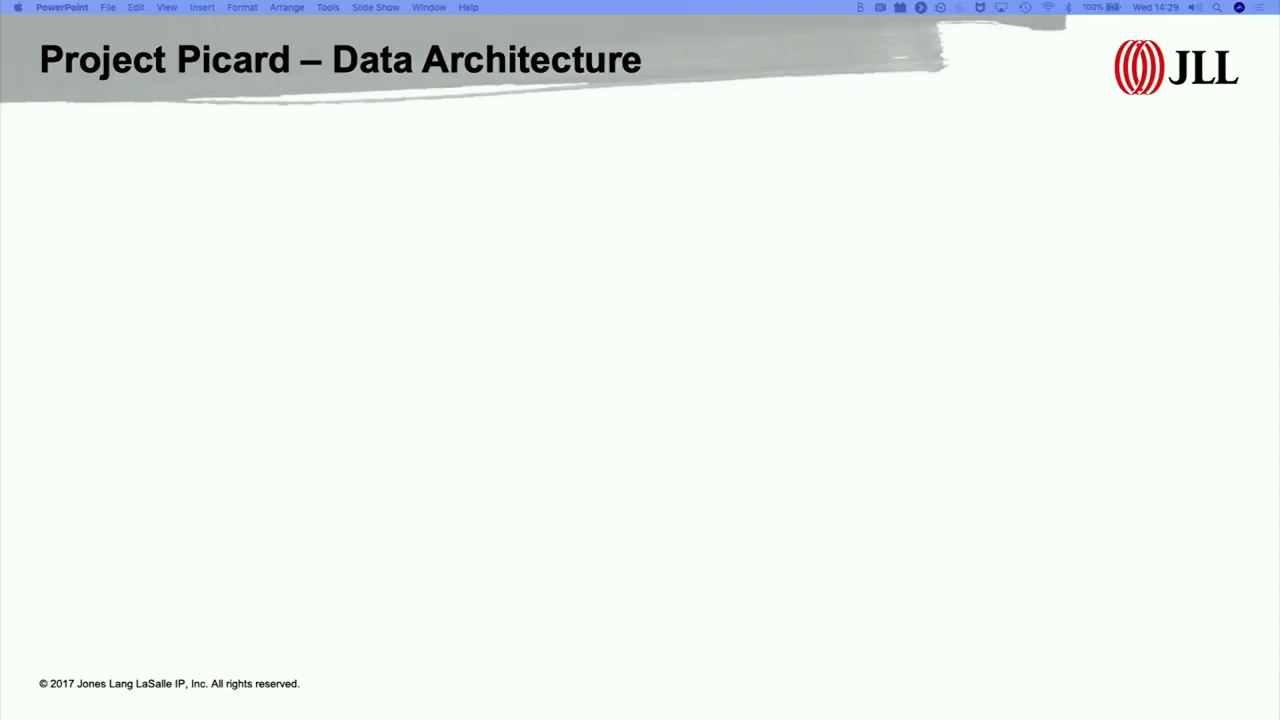 PowerPoint File Edit View Insert Format Arrange Tools Slide Show Window Help 100% Wed 14:29
Project Picard – Data Architecture
JLL
© 2017 Jones Lang LaSalle IP, Inc. All rights reserved.